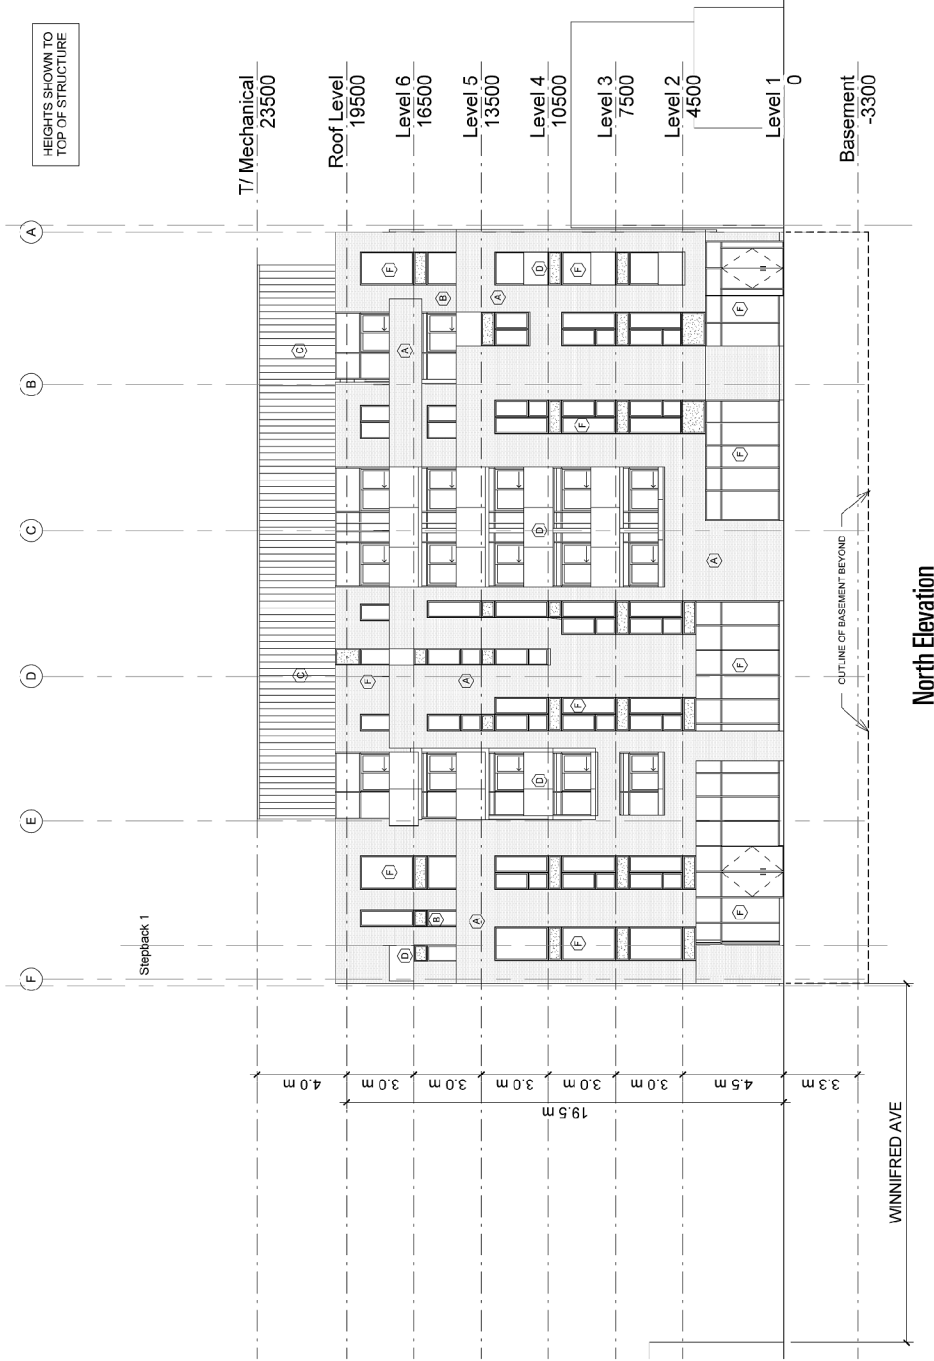 HEIGHTS SHOWN TO
TOP OF STRUCTURE
T/ Mechanical
23500
Roof Level
19500
Level 6
16500
Level 5
13500
Level 4
10500
Level 3
7500
Level 2
4500
Level 1
0
Basement
-3300
A
B
C
D
E
F
Stepback 1
C
C
F
B
A
A
D
F
F
A
F
F
D
A
F
A
F
F
D
F
B
A
D
F
F
F
OUTLINE OF BASEMENT BEYOND
4.0 m
3.0 m
3.0 m
3.0 m
3.0 m
3.0 m
4.5 m
3.3 m
19.5 m
WINNIFRED AVE
North Elevation